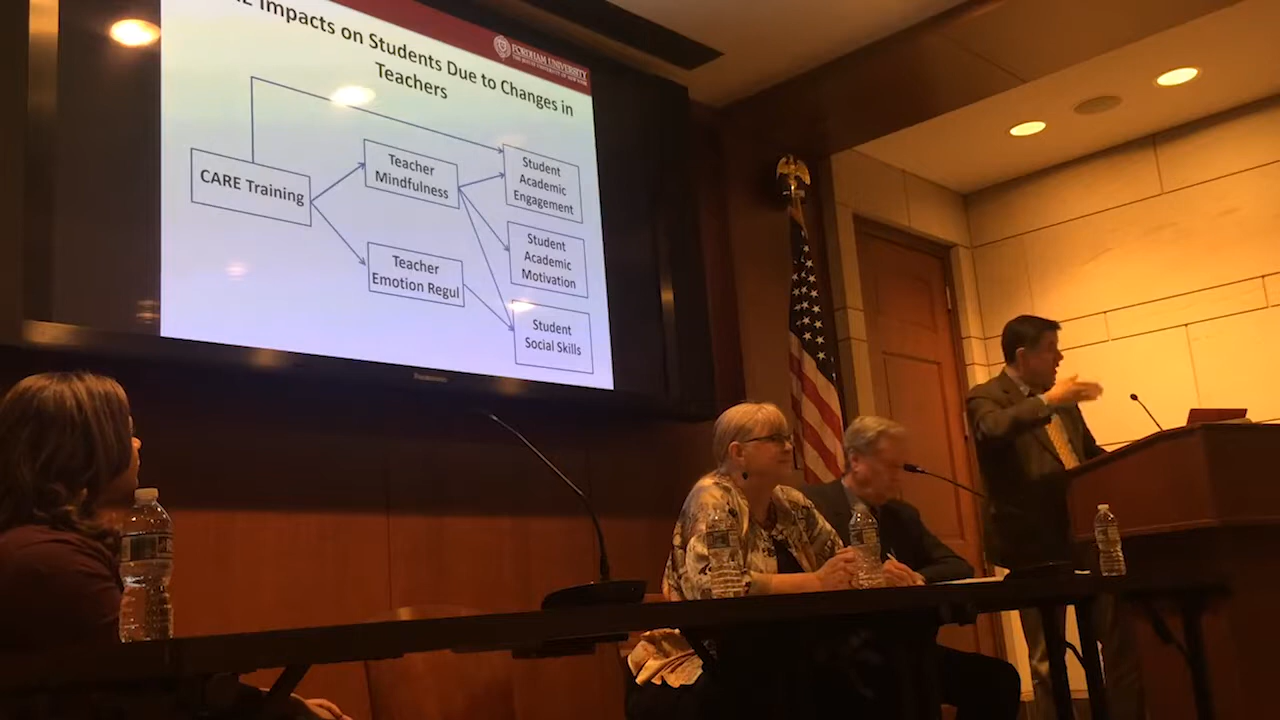 Impacts on Students Due to Changes in
Teachers
FORDHAM UNIVERSITY
CARE Training
Teacher
Mindfulness
Teacher
Emotion Regul
Student
Academic
Engagement
Student
Academic
Motivation
Student
Social Skills